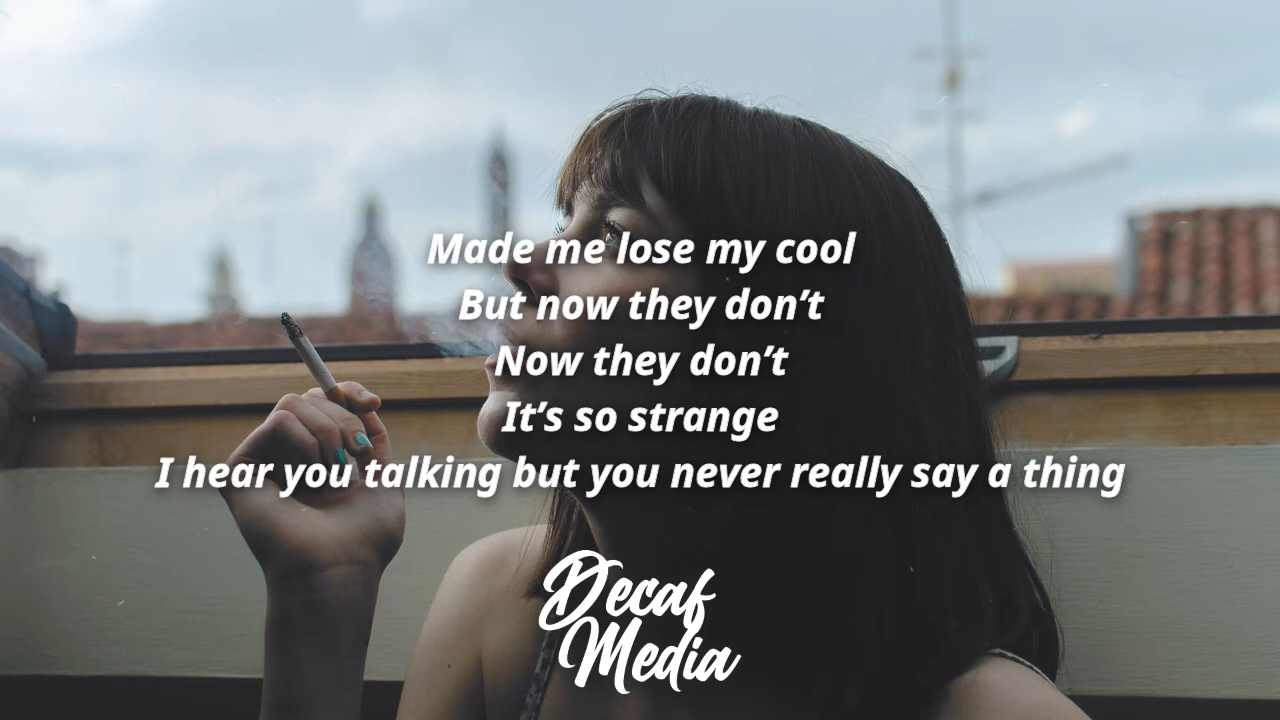 Made me lose my cool
But now they don’t
Now they don’t
It’s so strange
I hear you talking but you never really say a thing
Decaf
Media